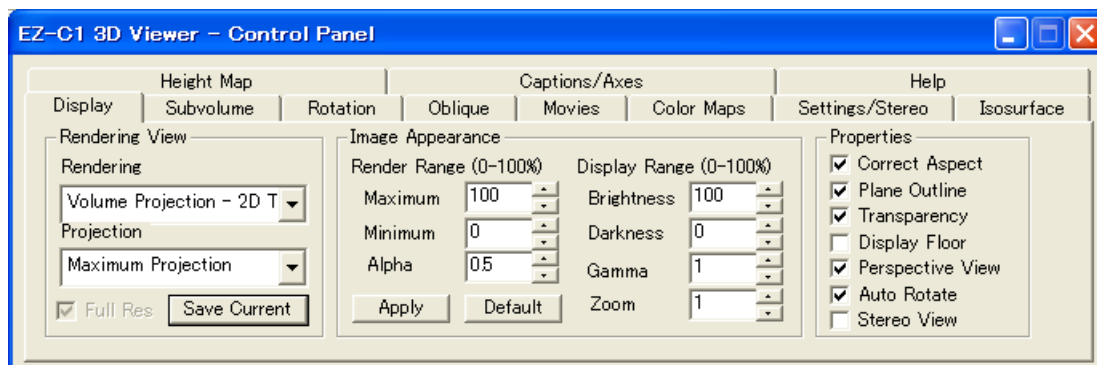 EZ-C1 3D Viewer - Control Panel
Height Map Captions/Axes Help
Display Subvolume Rotation Oblique Movies Color Maps Settings/Stereo Isosurface
Rendering View
Rendering
Volume Projection - 2D T
Projection
Maximum Projection
Full Res Save Current
Image Appearance
Render Range (0-100%) Display Range (0-100%)
Maximum 100 Brightness 100
Minimum 0 Darkness 0
Alpha 0.5 Gamma 1
Apply Default Zoom 1
Properties
Correct Aspect
Plane Outline
Transparency
Display Floor
Perspective View
Auto Rotate
Stereo View